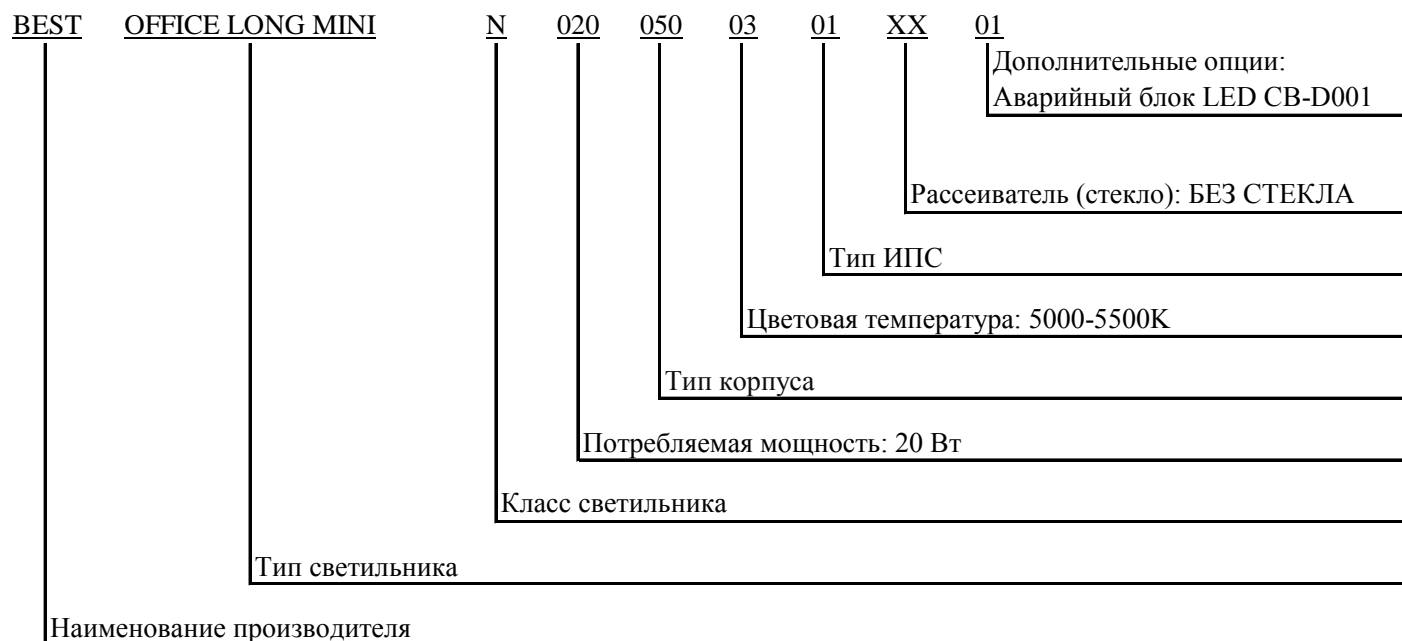 BEST OFFICE LONG MINI N 020 050 03 01 XX 01
Дополнительные опции:
Аварийный блок LED CB-D001
Рассеиватель (стекло): БЕЗ СТЕКЛА
Тип ИПС
Цветовая температура: 5000-5500K
Тип корпуса
Потребляемая мощность: 20 Вт
Класс светильника
Тип светильника
Наименование производителя